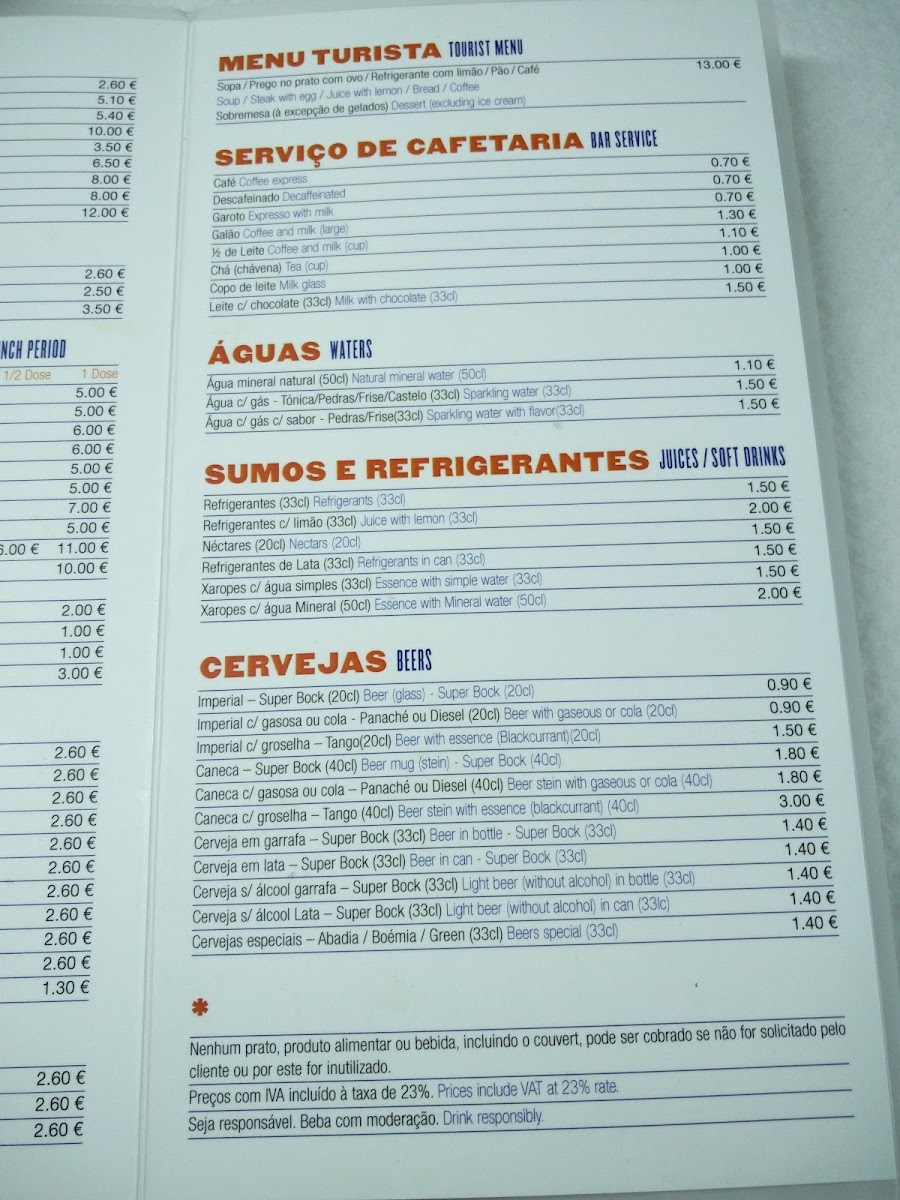 2.60 €
5.10 €
5.40 €
10.00 €
3.50 €
6.50 €
8.00 €
8.00 €
12.00 €
2.60 €
2.50 €
3.50 €
NCH PERIOD
1/2 Dose 1 Dose
5.00 €
5.00 €
6.00 €
6.00 €
5.00 €
5.00 €
7.00 €
5.00 €
6.00 € 11.00 €
10.00 €
2.00 €
1.00 €
1.00 €
3.00 €
2.60 €
2.60 €
2.60 €
2.60 €
2.60 €
2.60 €
2.60 €
2.60 €
2.60 €
2.60 €
1.30 €
2.60 €
2.60 €
2.60 €
MENU TURISTA TOURIST MENU
Sopa / Prego no prato com ovo / Refrigerante com limão / Pão / Café 13.00 €
Soup / Steak with egg / Juice with lemon / Bread / Coffee
Sobremesa (à excepção de gelados) Dessert (excluding ice cream)
SERVIÇO DE CAFETARIA BAR SERVICE
Café Coffee express 0.70 €
Descafeinado Decaffeinated 0.70 €
Garoto Expresso with milk 0.70 €
Galão Coffee and milk (large) 1.30 €
½ de Leite Coffee and milk (cup) 1.10 €
Chá (chávena) Tea (cup) 1.00 €
Copo de leite Milk glass 1.00 €
Leite c/ chocolate (33cl) Milk with chocolate (33cl) 1.50 €
ÁGUAS WATERS
Água mineral natural (50cl) Natural mineral water (50cl) 1.10 €
Água c/ gás - Tónica/Pedras/Frise/Castelo (33cl) Sparkling water (33cl) 1.50 €
Água c/ gás c/ sabor - Pedras/Frise(33cl) Sparkling water with flavor(33cl) 1.50 €
SUMOS E REFRIGERANTES JUICES / SOFT DRINKS
Refrigerantes (33cl) Refrigerants (33cl) 1.50 €
Refrigerantes c/ limão (33cl) Juice with lemon (33cl) 2.00 €
Néctares (20cl) Nectars (20cl) 1.50 €
Refrigerantes de Lata (33cl) Refrigerants in can (33cl) 1.50 €
Xaropes c/ água simples (33cl) Essence with simple water (33cl) 1.50 €
Xaropes c/ água Mineral (50cl) Essence with Mineral water (50cl) 2.00 €
CERVEJAS BEERS
Imperial – Super Bock (20cl) Beer (glass) - Super Bock (20cl) 0.90 €
Imperial c/ gasosa ou cola - Panaché ou Diesel (20cl) Beer with gaseous or cola (20cl) 0.90 €
Imperial c/ groselha – Tango(20cl) Beer with essence (Blackcurrant)(20cl) 1.50 €
Caneca – Super Bock (40cl) Beer mug (stein) - Super Bock (40cl) 1.80 €
Caneca c/ gasosa ou cola – Panaché ou Diesel (40cl) Beer stein with gaseous or cola (40cl) 1.80 €
Caneca c/ groselha – Tango (40cl) Beer stein with essence (blackcurrant) (40cl) 3.00 €
Cerveja em garrafa – Super Bock (33cl) Beer in bottle - Super Bock (33cl) 1.40 €
Cerveja em lata – Super Bock (33cl) Beer in can - Super Bock (33cl) 1.40 €
Cerveja s/ álcool garrafa – Super Bock (33cl) Light beer (without alcohol) in bottle (33cl) 1.40 €
Cerveja s/ álcool Lata – Super Bock (33cl) Light beer (without alcohol) in can (33lc) 1.40 €
Cervejas especiais – Abadia / Boémia / Green (33cl) Beers special (33cl) 1.40 €
*
Nenhum prato, produto alimentar ou bebida, incluindo o couvert, pode ser cobrado se não for solicitado pelo
cliente ou por este for inutilizado.
Preços com IVA incluído à taxa de 23%. Prices include VAT at 23% rate.
Seja responsável. Beba com moderação. Drink responsibly.